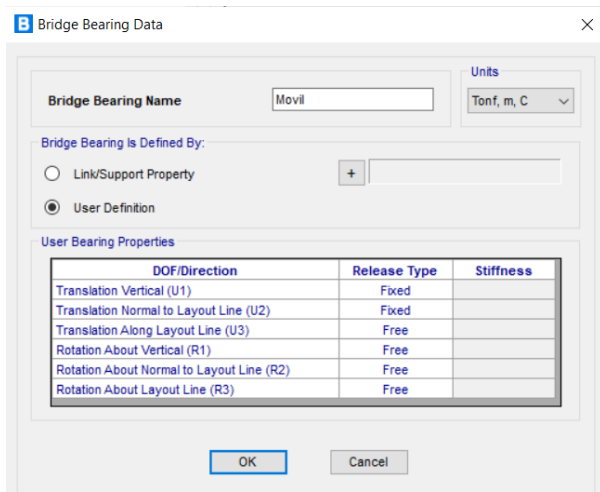 B Bridge Bearing Data
Units
Bridge Bearing Name Movil Tonf, m, C
Bridge Bearing Is Defined By:
Link/Support Property +
User Definition
User Bearing Properties
DOF/Direction Release Type Stiffness
Translation Vertical (U1) Fixed
Translation Normal to Layout Line (U2) Fixed
Translation Along Layout Line (U3) Free
Rotation About Vertical (R1) Free
Rotation About Normal to Layout Line (R2) Free
Rotation About Layout Line (R3) Free
OK Cancel